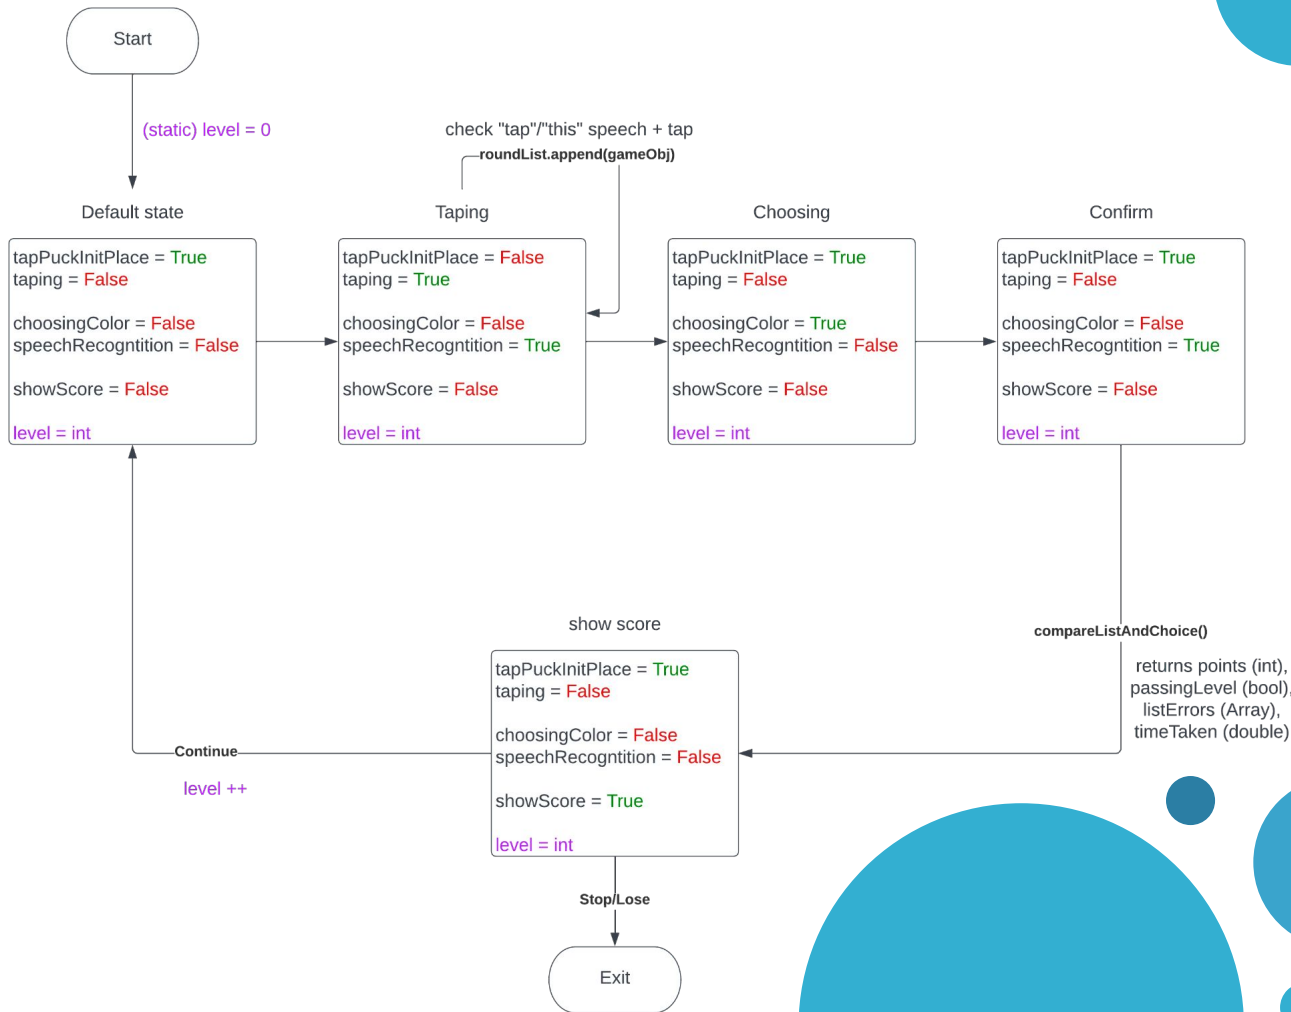 Start
(static) level = 0
check "tap"/"this" speech + tap
roundList.append(gameObj)
Default state
tapPuckInitPlace = True
taping = False
choosingColor = False
speechRecogntition = False
showScore = False
level = int
Taping
tapPuckInitPlace = False
taping = True
choosingColor = False
speechRecogntition = True
showScore = False
level = int
Choosing
tapPuckInitPlace = True
taping = False
choosingColor = True
speechRecogntition = False
showScore = False
level = int
Confirm
tapPuckInitPlace = True
taping = False
choosingColor = False
speechRecogntition = True
showScore = False
level = int
compareListAndChoice()
returns points (int),
passingLevel (bool),
listErrors (Array),
timeTaken (double)
show score
tapPuckInitPlace = True
taping = False
choosingColor = False
speechRecogntition = False
showScore = True
level = int
Continue
level ++
Stop/Lose
Exit